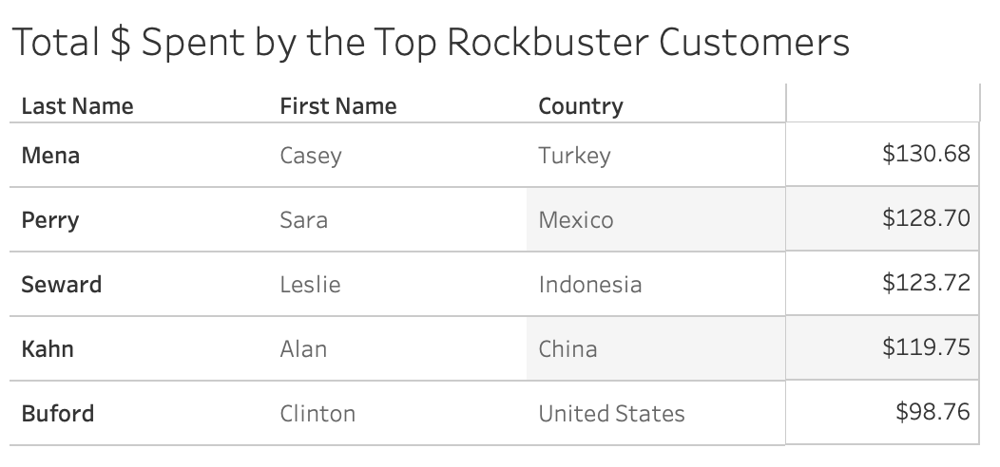 Total $ Spent by the Top Rockbuster Customers
Last Name First Name Country
Mena Casey Turkey $130.68
Perry Sara Mexico $128.70
Seward Leslie Indonesia $123.72
Kahn Alan China $119.75
Buford Clinton United States $98.76